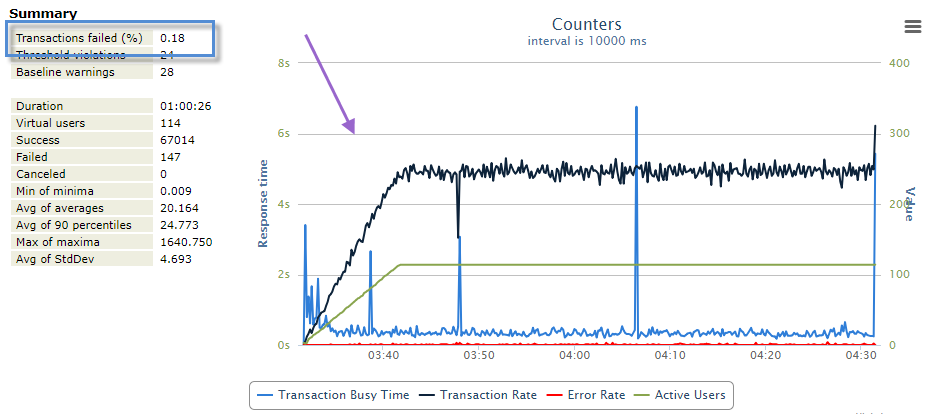 Summary
Transactions failed (%) 0.18
Threshold violations 24
Baseline warnings 28
Duration 01:00:26
Virtual users 114
Success 67014
Failed 147
Canceled 0
Min of minima 0.009
Avg of averages 20.164
Avg of 90 percentiles 24.773
Max of maxima 1640.750
Avg of StdDev 4.693
Counters
interval is 10000 ms
8s 400
6s 300
4s 200
2s 100
0s 0
Response time
Value
03:40 03:50 04:00 04:10 04:20 04:30
Transaction Busy Time Transaction Rate Error Rate Active Users